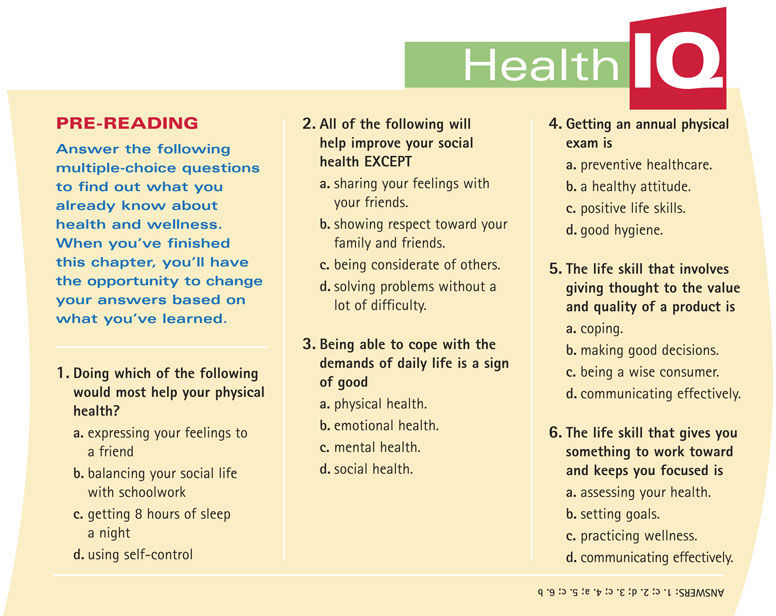 Health IQ
PRE-READING
Answer the following
multiple-choice questions
to find out what you
already know about
health and wellness.
When you've finished
this chapter, you'll have
the opportunity to change
your answers based on
what you've learned.
1. Doing which of the following
would most help your physical
health?
a. expressing your feelings to
a friend
b. balancing your social life
with schoolwork
c. getting 8 hours of sleep
a night
d. using self-control
2. All of the following will
help improve your social
health EXCEPT
a. sharing your feelings with
your friends.
b. showing respect toward your
family and friends.
c. being considerate of others.
d. solving problems without a
lot of difficulty.
3. Being able to cope with the
demands of daily life is a sign
of good
a. physical health.
b. emotional health.
c. mental health.
d. social health.
4. Getting an annual physical
exam is
a. preventive healthcare.
b. a healthy attitude.
c. positive life skills.
d. good hygiene.
5. The life skill that involves
giving thought to the value
and quality of a product is
a. coping.
b. making good decisions.
c. being a wise consumer.
d. communicating effectively.
6. The life skill that gives you
something to work toward
and keeps you focused is
a. assessing your health.
b. setting goals.
c. practicing wellness.
d. communicating effectively.
ANSWERS: 1. c; 2. d; 3. c; 4. a; 5. c; 6. b